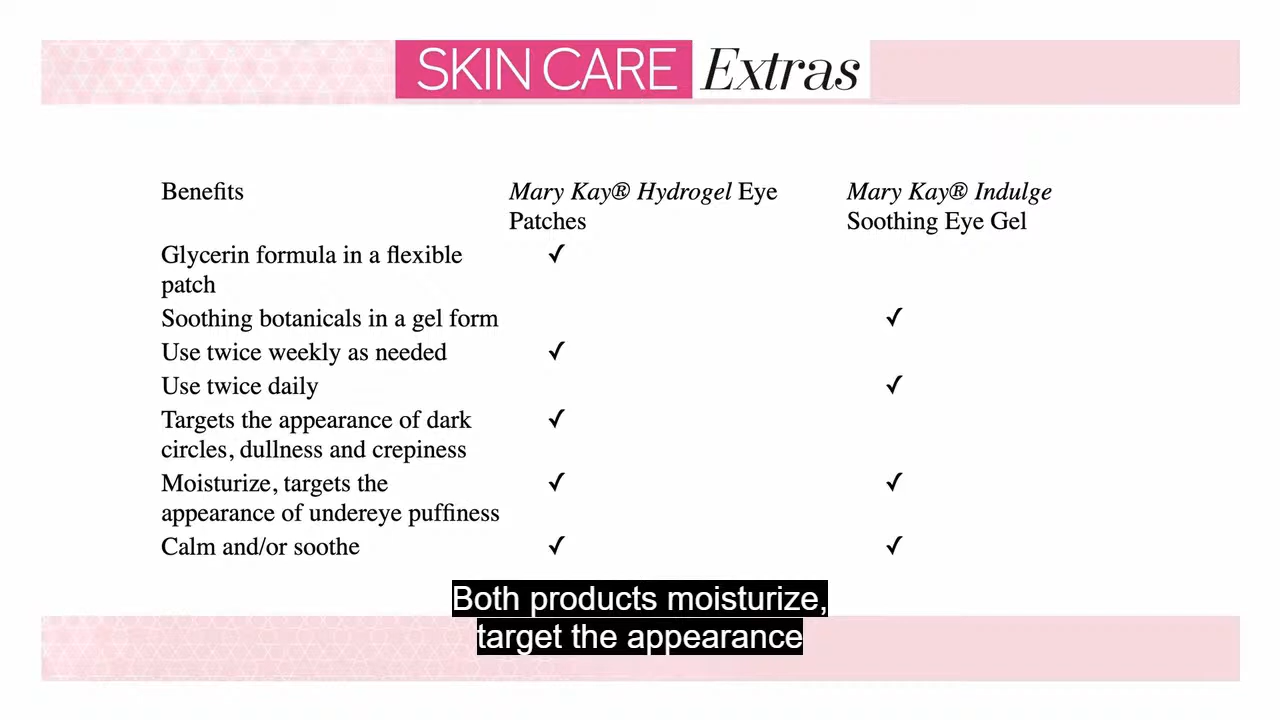 SKIN CARE Extras
Benefits
Mary Kay® Hydrogel Eye
Patches
Mary Kay® Indulge
Soothing Eye Gel
Glycerin formula in a flexible ✓
patch
Soothing botanicals in a gel form ✓
Use twice weekly as needed ✓
Use twice daily ✓
Targets the appearance of dark ✓
circles, dullness and crepiness
Moisturize, targets the ✓ ✓
appearance of undereye puffiness
Calm and/or soothe ✓ ✓
Both products moisturize,
target the appearance